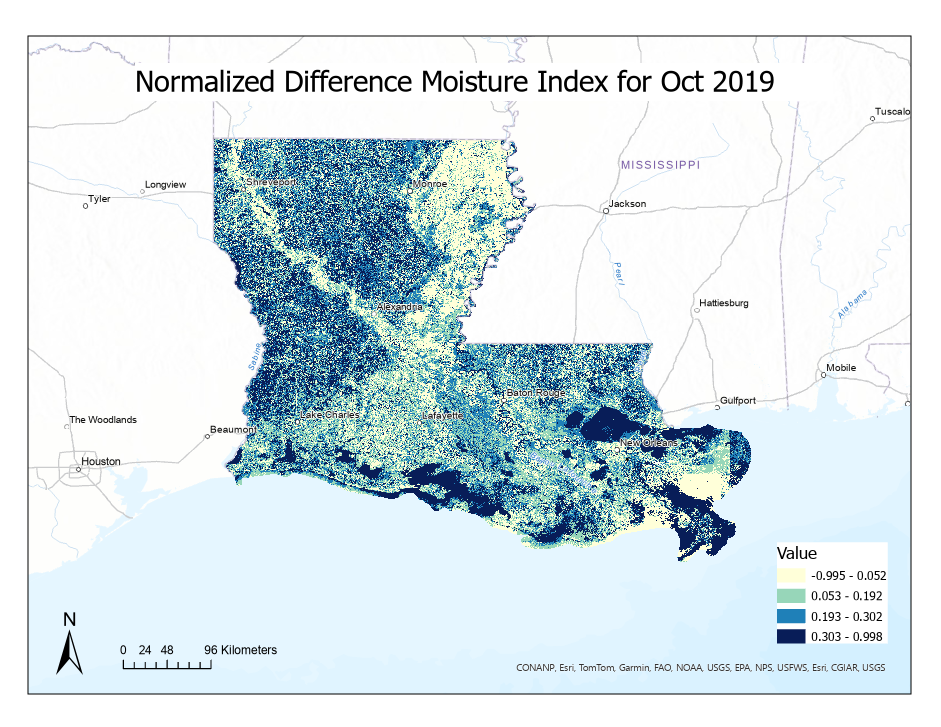 Normalized Difference Moisture Index for Oct 2019
Tuscalo
MISSISSIPPI
Shreveport
Monroe
Longview
Tyler
Jackson
Pearl
Alabama
Hattiesburg
Alexandria
Sabine
Mobile
Baton Rouge
Gulfport
Lake Charles
Lafayette
The Woodlands
Beaumont
New Orleans
Houston
Value
-0.995 - 0.052
0.053 - 0.192
0.193 - 0.302
0.303 - 0.998
N
0 24 48 96 Kilometers
CONANP, Esri, TomTom, Garmin, FAO, NOAA, USGS, EPA, NPS, USFWS, Esri, CGIAR, USGS